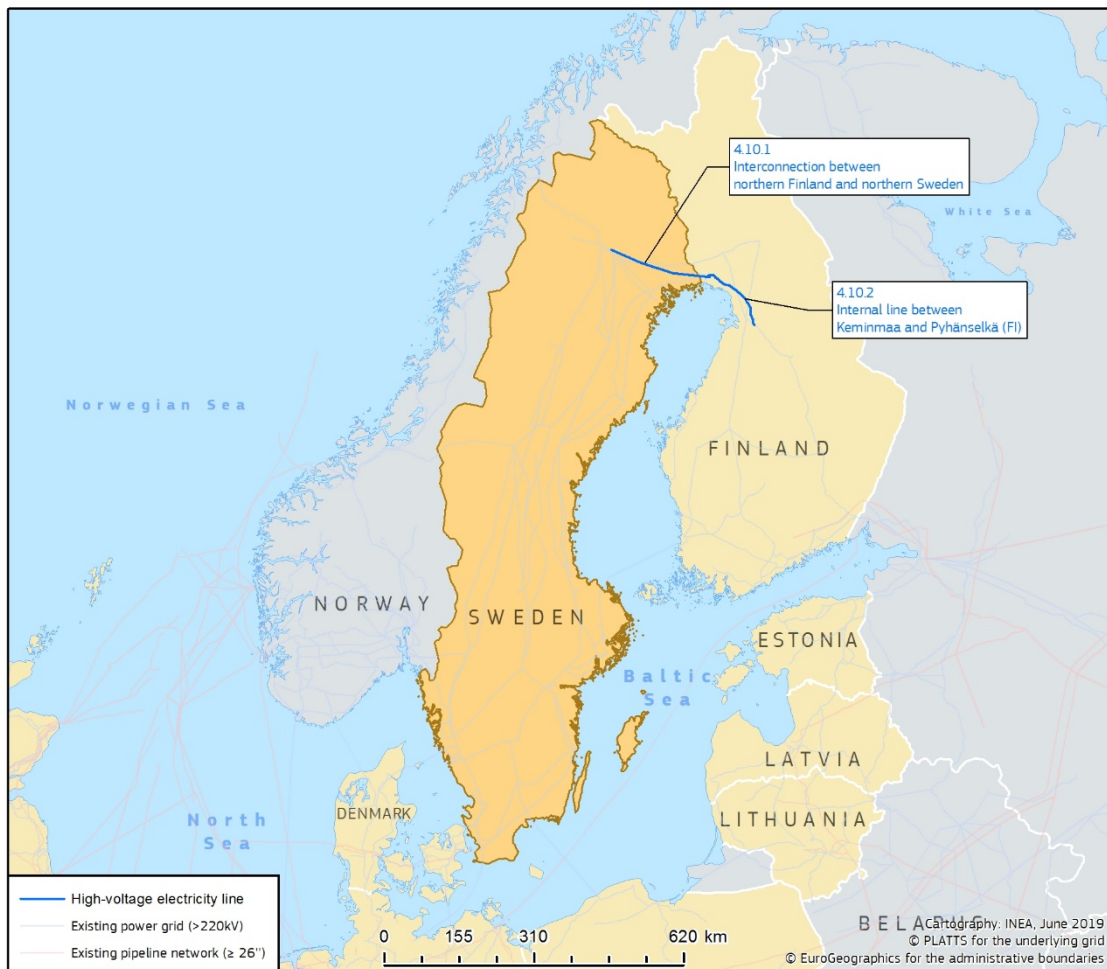 4.10.1
Interconnection between
northern Finland and northern Sweden
White Sea
4.10.2
Internal line between
Keminmaa and Pyhänselkä (FI)
Norwegian Sea
FINLAND
NORWAY
SWEDEN
ESTONIA
Baltic
Sea
LATVIA
DENMARK
LITHUANIA
North
Sea
High-voltage electricity line
Existing power grid (>220kV)
Existing pipeline network (≥ 26'')
0 155 310 620 km
BELARUS
Cartography: INEA, June 2019
© PLATTS for the underlying grid
© EuroGeographics for the administrative boundaries